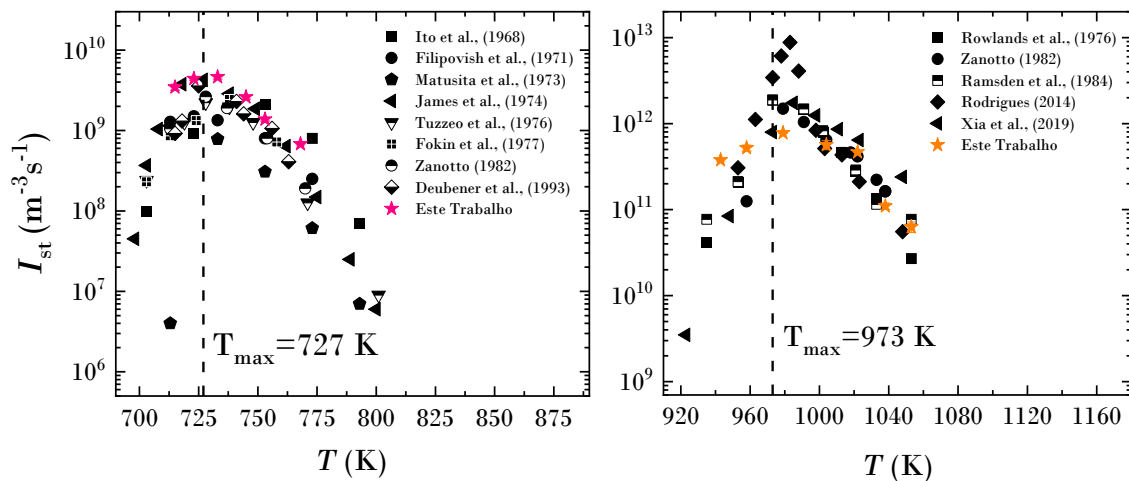 10^10
10^9
10^8
10^7
10^6
I_st (m^-3s^-1)
700 725 750 775 800 825 850 875
T (K)
T_max=727 K
Ito et al., (1968)
Filipovish et al., (1971)
Matusita et al., (1973)
James et al., (1974)
Tuzzeo et al., (1976)
Fokin et al., (1977)
Zanotto (1982)
Deubener et al., (1993)
Este Trabalho
10^13
10^12
10^11
10^10
10^9
920 960 1000 1040 1080 1120 1160
T (K)
T_max=973 K
Rowlands et al., (1976)
Zanotto (1982)
Ramsden et al., (1984)
Rodrigues (2014)
Xia et al., (2019)
Este Trabalho